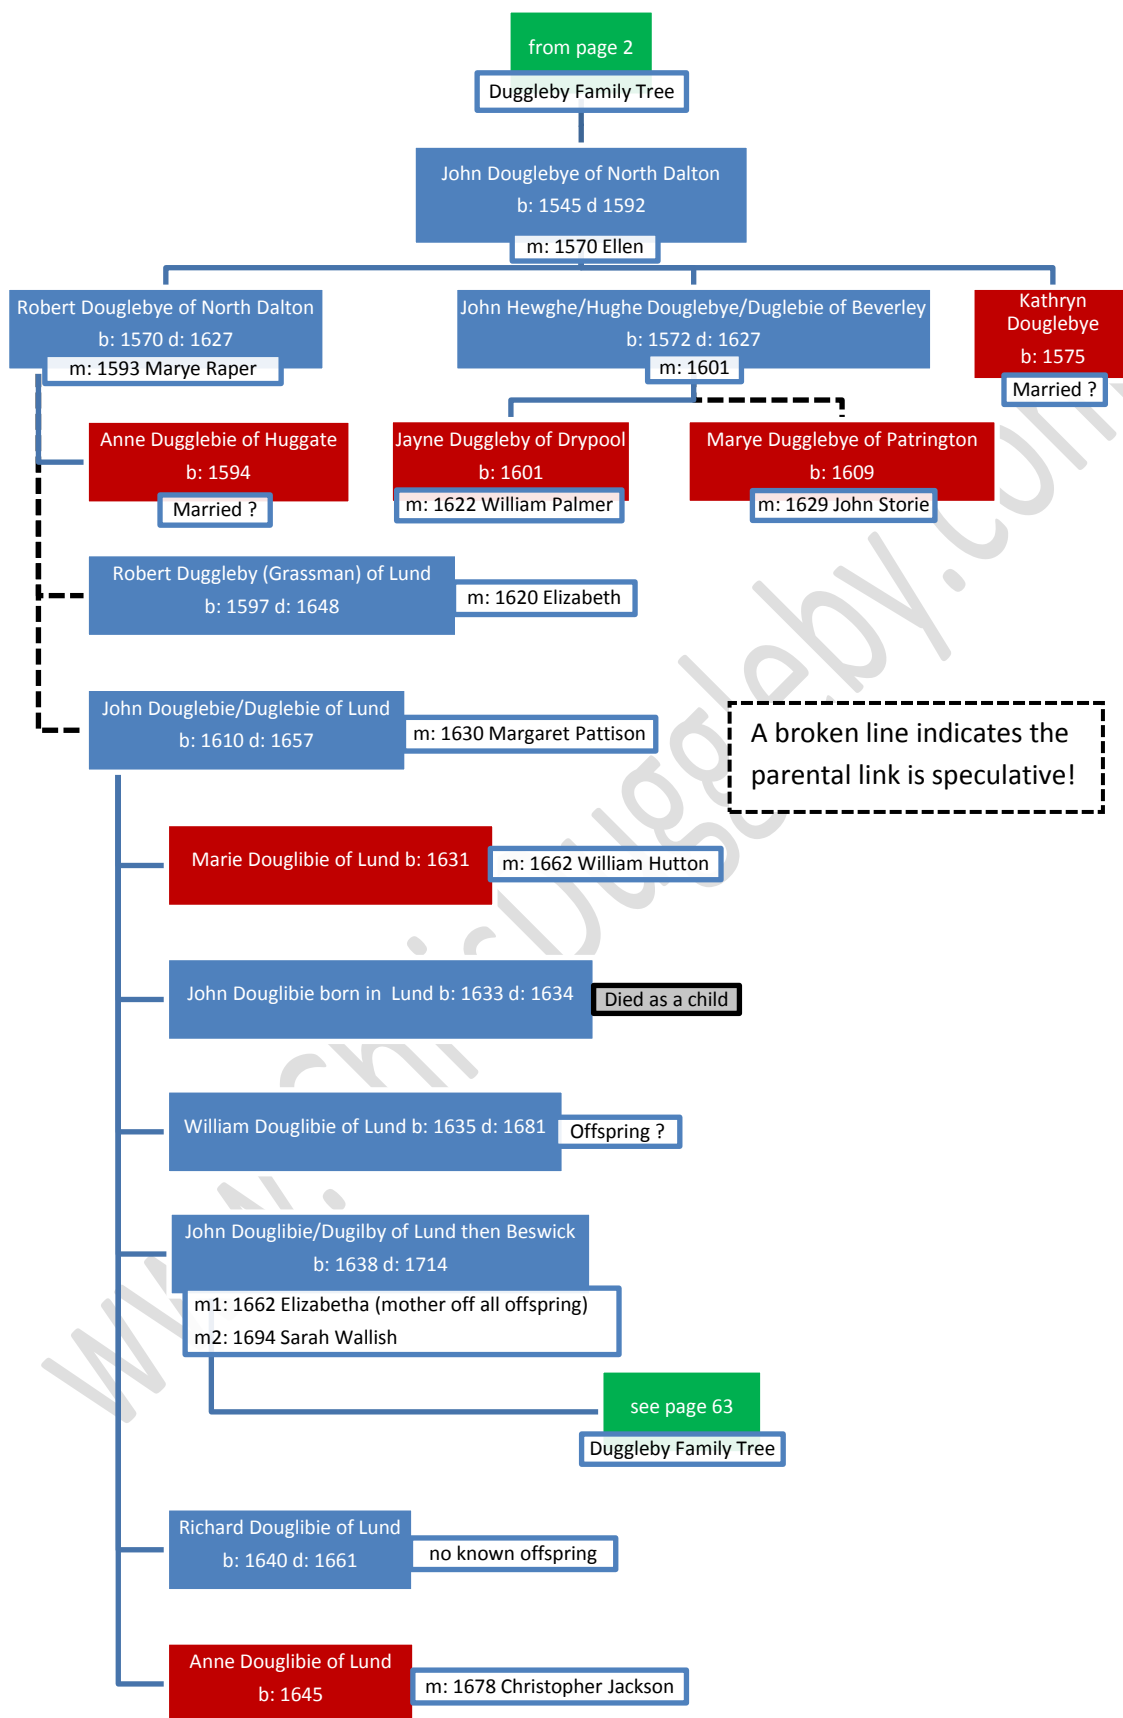 from page 2
Duggleby Family Tree
John Douglebye of North Dalton
b: 1545 d 1592
m: 1570 Ellen
Robert Douglebye of North Dalton
b: 1570 d: 1627
m: 1593 Marye Raper
John Hewghe/Hughe Douglebye/Duglebie of Beverley
b: 1572 d: 1627
m: 1601
Kathryn
Douglebye
b: 1575
Married ?
Anne Dugglebie of Huggate
b: 1594
Married ?
Jayne Duggleby of Drypool
b: 1601
m: 1622 William Palmer
Marye Dugglebye of Patrington
b: 1609
m: 1629 John Storie
Robert Duggleby (Grassman) of Lund
b: 1597 d: 1648
m: 1620 Elizabeth
John Douglebie/Duglebie of Lund
b: 1610 d: 1657
m: 1630 Margaret Pattison
A broken line indicates the
parental link is speculative!
Marie Douglibie of Lund b: 1631
m: 1662 William Hutton
John Douglibie born in  Lund b: 1633 d: 1634
Died as a child
William Douglibie of Lund b: 1635 d: 1681
Offspring ?
John Douglibie/Dugilby of Lund then Beswick
b: 1638 d: 1714
m1: 1662 Elizabetha (mother off all offspring)
m2: 1694 Sarah Wallish
see page 63
Duggleby Family Tree
Richard Douglibie of Lund
b: 1640 d: 1661
no known offspring
Anne Douglibie of Lund
b: 1645
m: 1678 Christopher Jackson
www.ChrisDuggleby.com